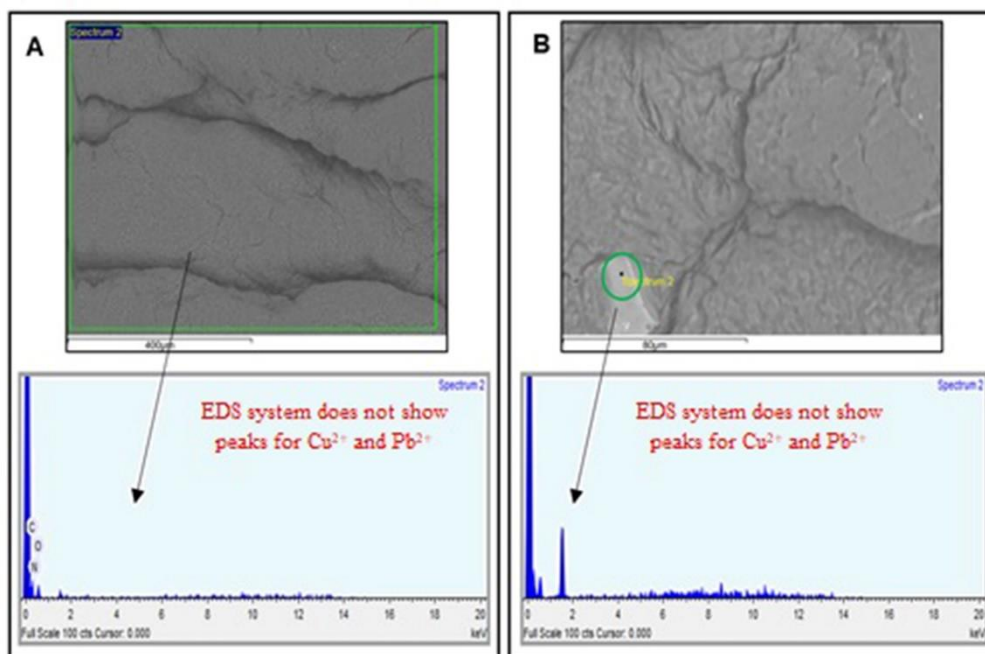 A
Spectrum 2
400µm
Spectrum 2
EDS system does not show
peaks for Cu²⁺ and Pb²⁺
C
O
N
0 2 4 6 8 10 12 14 16 18 20
Full Scale 100 cts Cursor: 0.000 keV
B
Spectrum 2
80µm
Spectrum 2
EDS system does not show
peaks for Cu²⁺ and Pb²⁺
0 2 4 6 8 10 12 14 16 18 20
Full Scale 100 cts Cursor: 0.000 keV